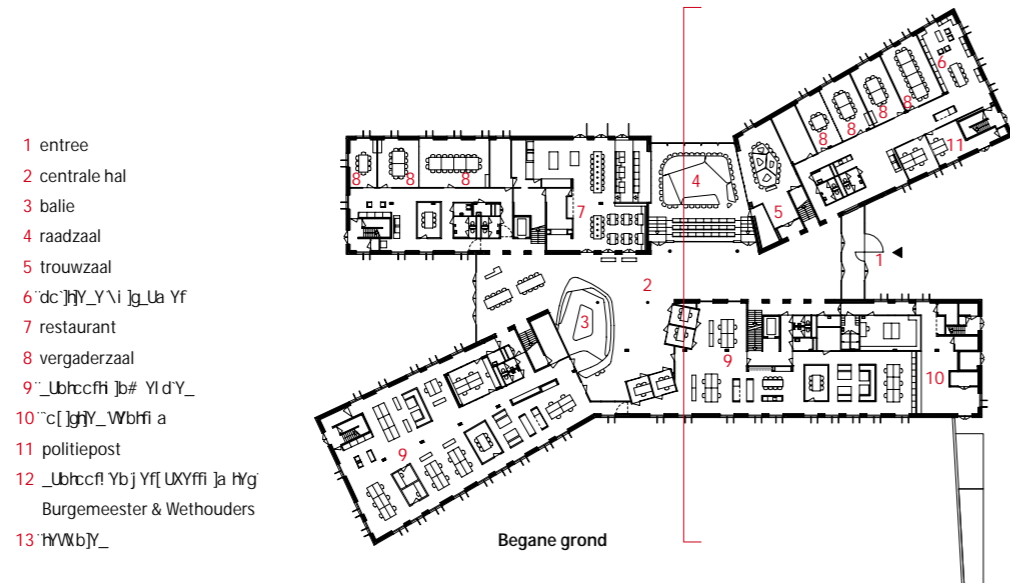 1 entree
2 centrale hal
3 balie
4 raadzaal
5 trouwzaal
6
7 restaurant
8 vergaderzaal
9
10
11 politiepost
12
Burgemeester & Wethouders
13
8
8
8
7
4
5
8
8
8
8
6
11
1
2
3
9
10
9
Begane grond